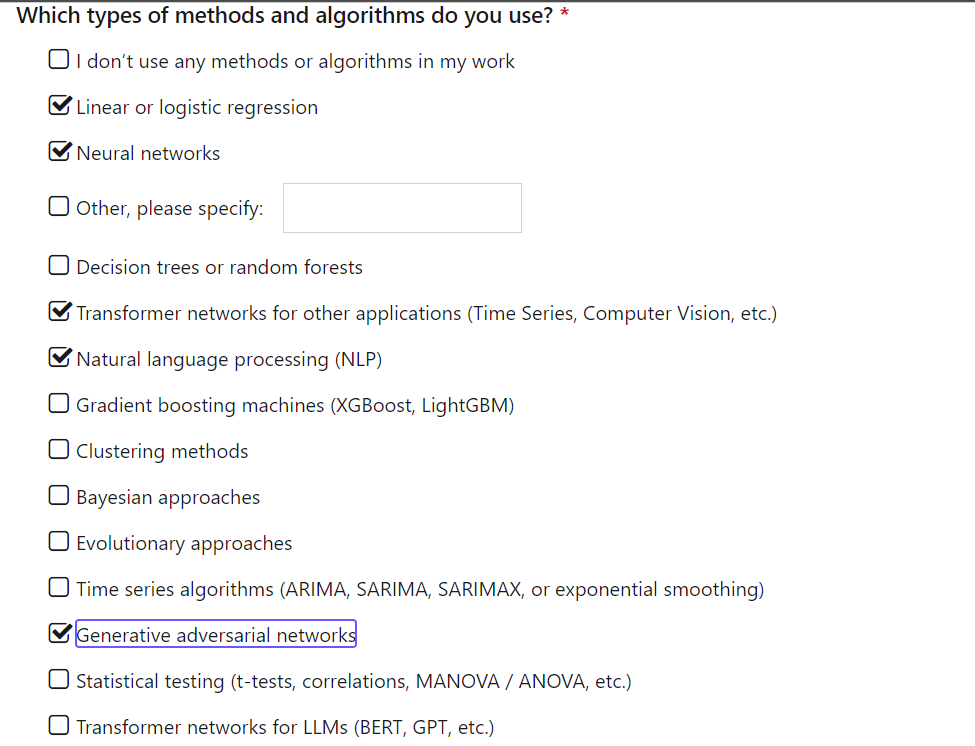 Which types of methods and algorithms do you use? *
I don’t use any methods or algorithms in my work
Linear or logistic regression
Neural networks
Other, please specify:
Decision trees or random forests
Transformer networks for other applications (Time Series, Computer Vision, etc.)
Natural language processing (NLP)
Gradient boosting machines (XGBoost, LightGBM)
Clustering methods
Bayesian approaches
Evolutionary approaches
Time series algorithms (ARIMA, SARIMA, SARIMAX, or exponential smoothing)
Generative adversarial networks
Statistical testing (t-tests, correlations, MANOVA / ANOVA, etc.)
Transformer networks for LLMs (BERT, GPT, etc.)